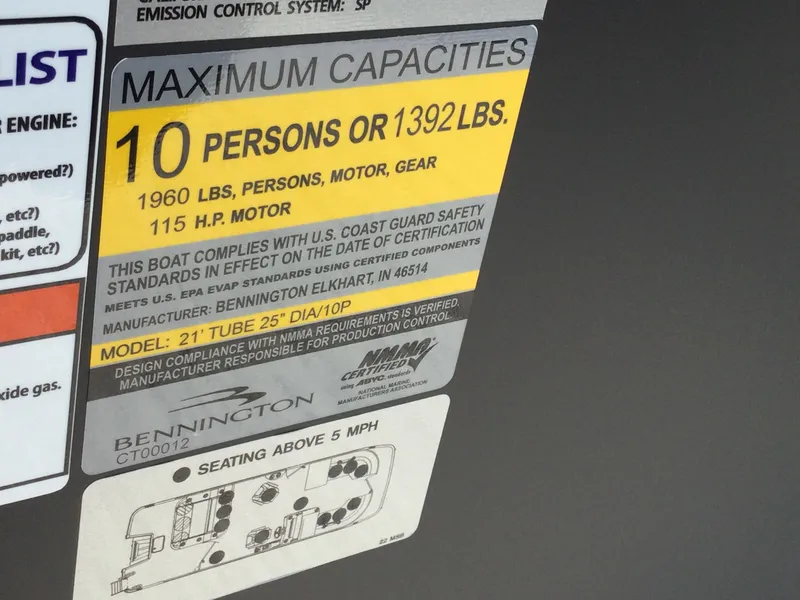 EMISSION CONTROL SYSTEM: SP
LIST
ENGINE:
powered?)
, etc?)
paddle,
kit, etc?)
xide gas.
MAXIMUM CAPACITIES
10 PERSONS OR 1392 LBS.
1960 LBS, PERSONS, MOTOR, GEAR
115 H.P. MOTOR
THIS BOAT COMPLIES WITH U.S. COAST GUARD SAFETY
STANDARDS IN EFFECT ON THE DATE OF CERTIFICATION
MEETS U.S. EPA EVAP STANDARDS USING CERTIFIED COMPONENTS
MANUFACTURER: BENNINGTON ELKHART, IN 46514
MODEL: 21' TUBE 25" DIA/10P
DESIGN COMPLIANCE WITH NMMA REQUIREMENTS IS VERIFIED.
MANUFACTURER RESPONSIBLE FOR PRODUCTION CONTROL.
NMMA
CERTIFIED
using ABYC standards
NATIONAL MARINE
MANUFACTURERS ASSOCIATION
BENNINGTON
CT00012
SEATING ABOVE 5 MPH
22 MSB